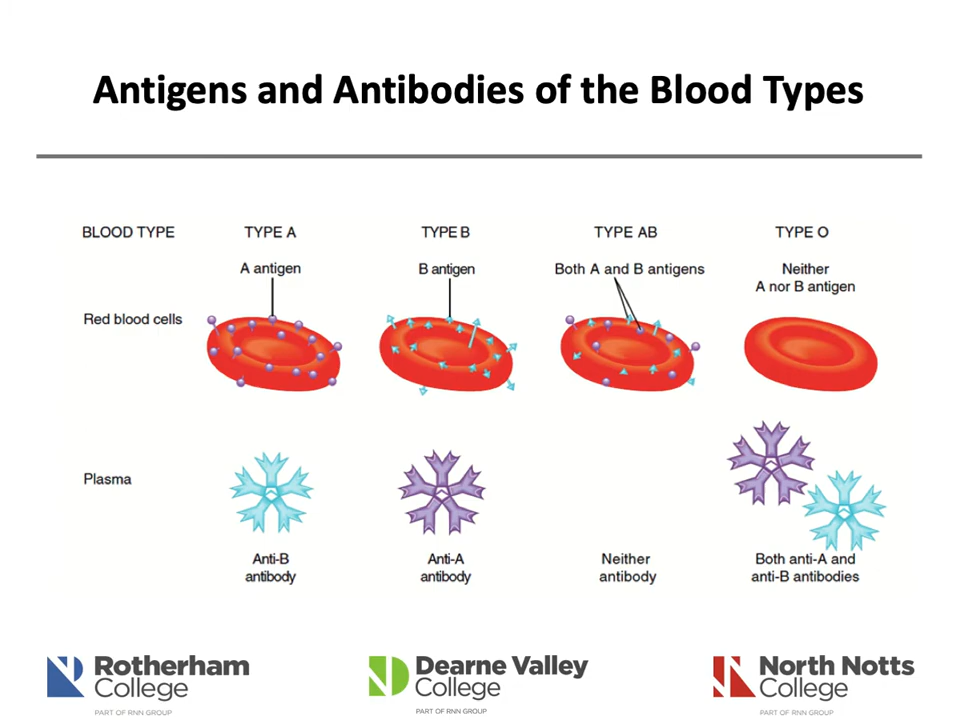 Antigens and Antibodies of the Blood Types
BLOOD TYPE TYPE A TYPE B TYPE AB TYPE O
A antigen B antigen Both A and B antigens Neither
A nor B antigen
Red blood cells
Plasma
Anti-B Anti-A Neither Both anti-A and
antibody antibody antibody anti-B antibodies
Rotherham Dearne Valley North Notts
College College College
PART OF RNN GROUP PART OF RNN GROUP PART OF RNN GROUP